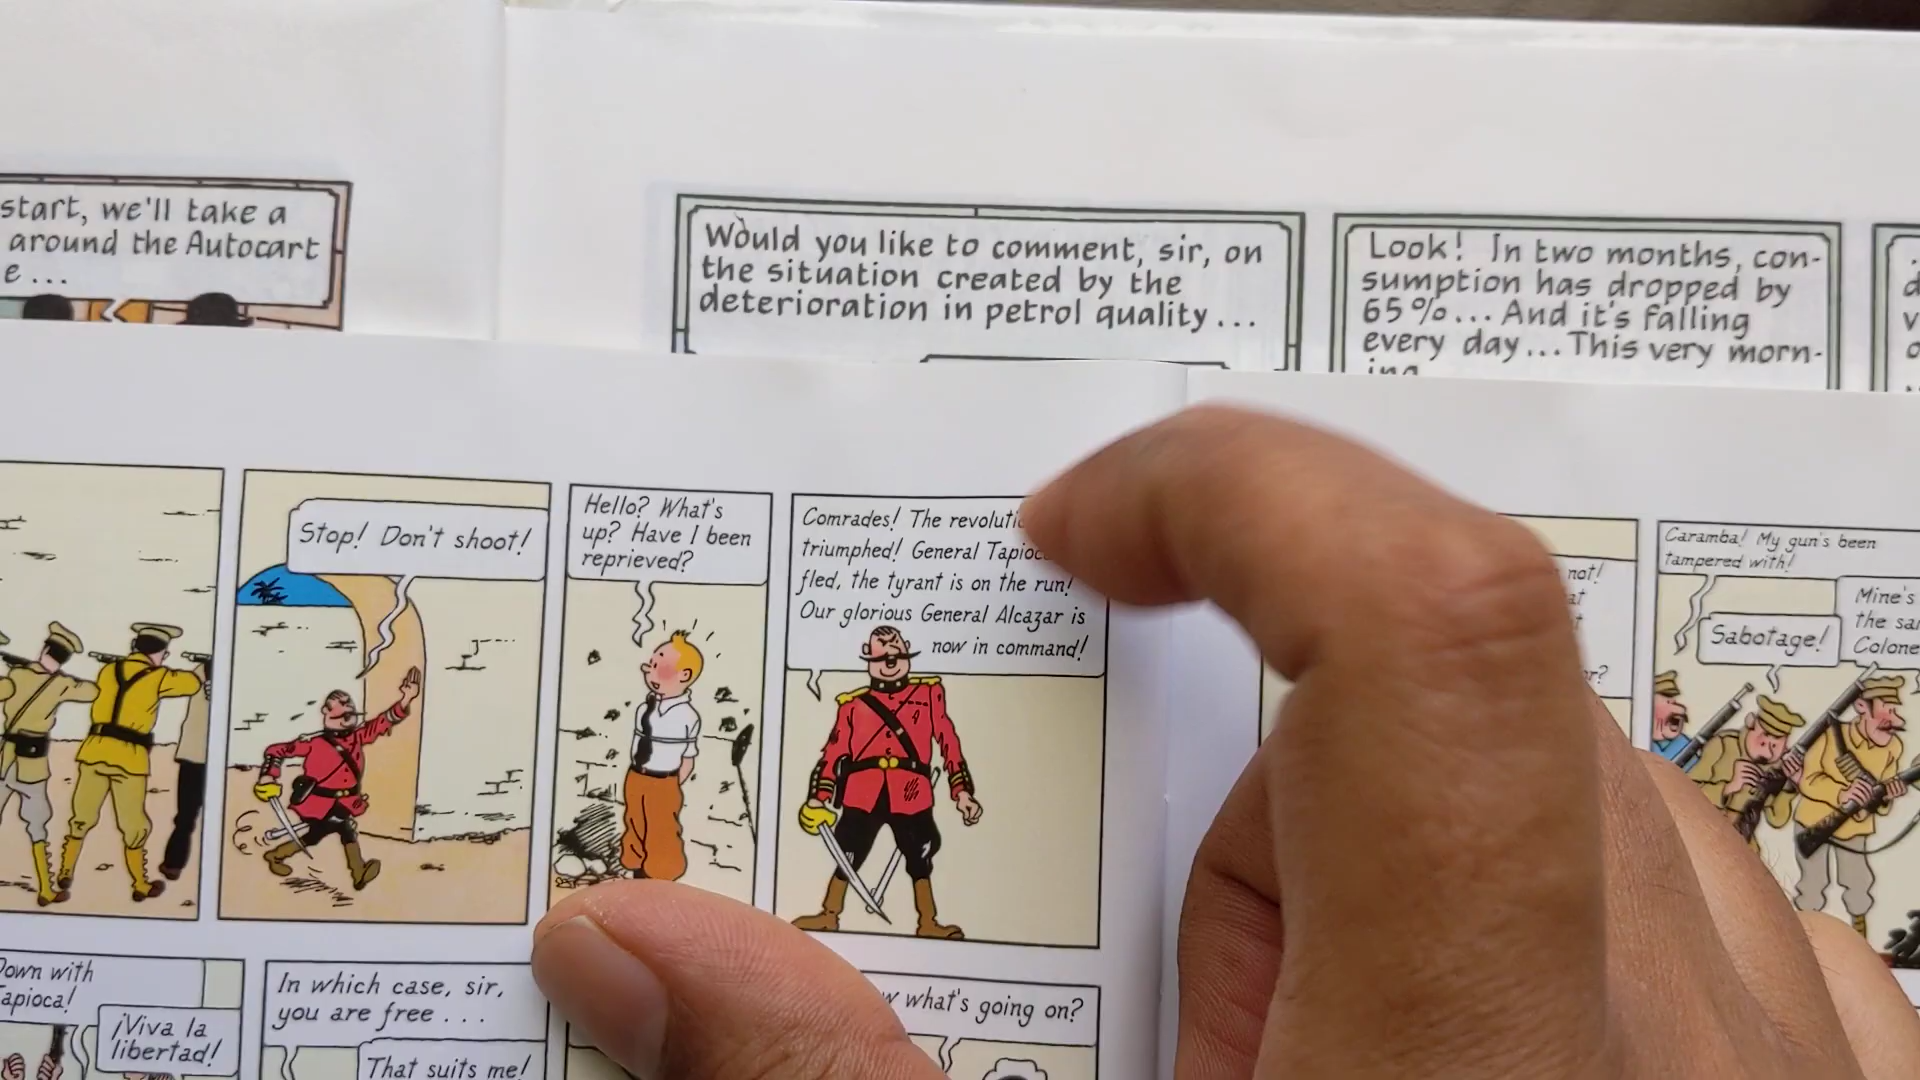 start, we'll take a
around the Autocart
e...
Would you like to comment, sir, on
the situation created by the
deterioration in petrol quality...
Look! In two months, con-
sumption has dropped by
65%... And it's falling
every day... This very morn-
ing
Stop! Don't shoot!
Hello? What's
up? Have I been
reprieved?
Comrades! The
triumphed! General
fled, the tyrant is on the run!
Our glorious General Alcazar is
now in command!
not!
Caramba! My gun's been
tampered with!
Sabotage!
Mine's
the
Down with
¡Viva la
libertad!
In which case, sir,
you are free...
That suits me!
what's going on?